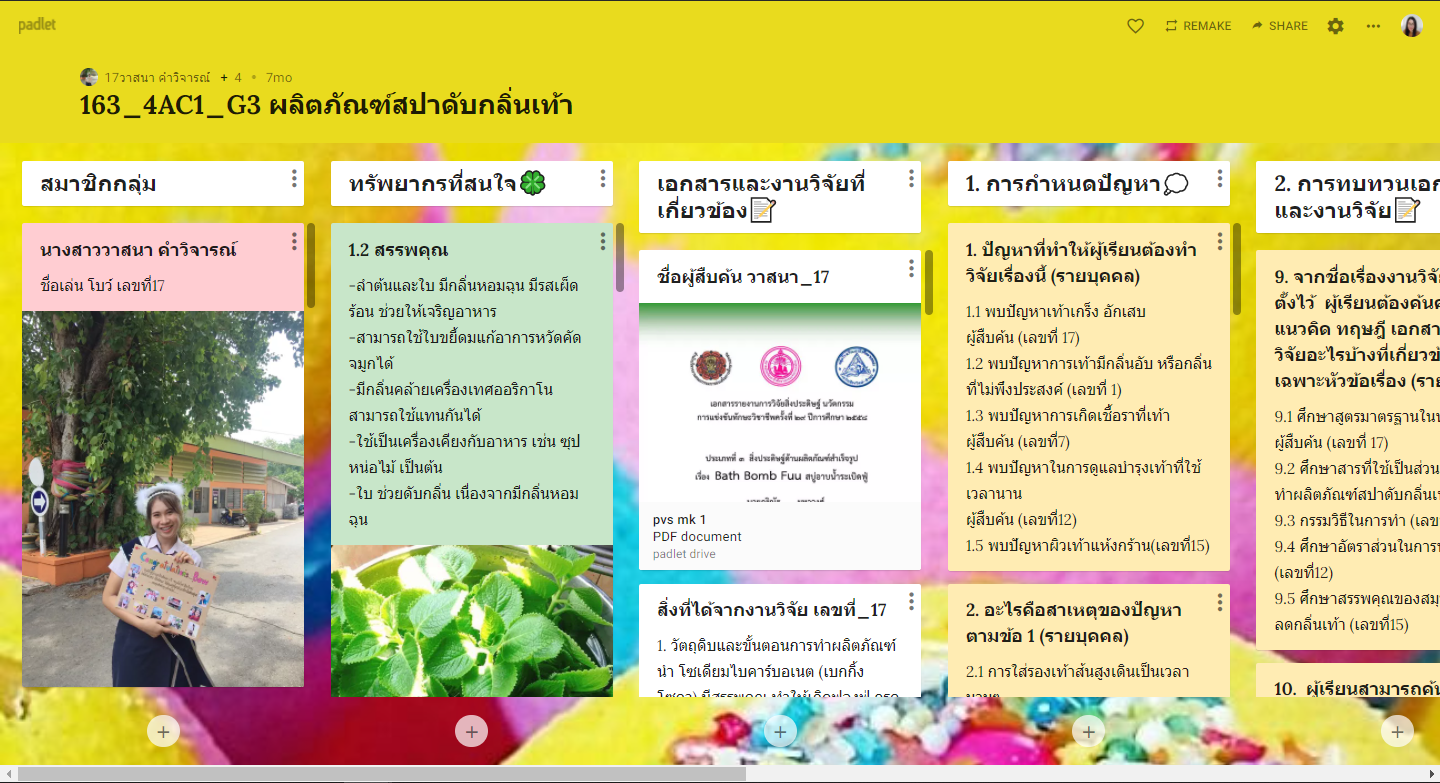 padlet
REMAKE
SHARE
17วาสนา คำวิจารณ์ + 4 • 7mo
163_4AC1_G3 ผลิตภัณฑ์สปาดับกลิ่นเท้า
สมาชิกกลุ่ม
นางสาววาสนา คำวิจารณ์
ชื่อเล่น โบว์ เลขที่17
ทรัพยากรที่สนใจ🍀
1.2 สรรพคุณ
-ลำต้นและใบ มีกลิ่นหอมฉุน มีรสเผ็ด
ร้อน ช่วยให้เจริญอาหาร
-สามารถใช้ใบขยี้ดมแก้อาการหวัดคัด
จมูกได้
-มีกลิ่นคล้ายเครื่องเทศออริกาโน
สามารถใช้แทนกันได้
-ใช้เป็นเครื่องเคียงกับอาหาร เช่น ซุป
หน่อไม้ เป็นต้น
-ใบ ช่วยดับกลิ่น เนื่องจากมีกลิ่นหอม
ฉุน
เอกสารและงานวิจัยที่
เกี่ยวข้อง📝
ชื่อผู้สืบค้น วาสนา_17
เอกสารรายงานการวิจัยสิ่งประดิษฐ์ นวัตกรรม
การแข่งขันทักษะวิชาชีพครั้งที่ ๒๙ ปีการศึกษา ๒๕๕๘
ประเภทที่ ๓ สิ่งประดิษฐ์ด้านผลิตภัณฑ์สำเร็จรูป
เรื่อง Bath Bomb Fuu สบู่อาบน้ำระเบิดฟู่
pvs mk 1
PDF document
padlet drive
สิ่งที่ได้จากงานวิจัย เลขที่_17
1. วัตถุดิบและขั้นตอนการทำผลิตภัณฑ์
นำ โซเดียมไบคาร์บอเนต (เบกกิ้ง
1. การกำหนดปัญหา💭
1. ปัญหาที่ทำให้ผู้เรียนต้องทำ
วิจัยเรื่องนี้ (รายบุคคล)
1.1 พบปัญหาเท้าเกร็ง อักเสบ
ผู้สืบค้น (เลขที่ 17)
1.2 พบปัญหาการเท้ามีกลิ่นอับ หรือกลิ่น
ที่ไม่พึงประสงค์ (เลขที่ 1)
1.3 พบปัญหาการเกิดเชื้อราที่เท้า
ผู้สืบค้น (เลขที่7)
1.4 พบปัญหาในการดูแลบำรุงเท้าที่ใช้
เวลานาน
ผู้สืบค้น (เลขที่12)
1.5 พบปัญหาผิวเท้าแห้งกร้าน(เลขที่15)
2. อะไรคือสาเหตุของปัญหา
ตามข้อ 1 (รายบุคคล)
2.1 การใส่รองเท้าส้นสูงเดินเป็นเวลา
2. การทบทวนเอก
และงานวิจัย📝
9. จากชื่อเรื่องงานวิจั
ตั้งไว้ ผู้เรียนต้องค้นค
แนวคิด ทฤษฎี เอกสา
วิจัยอะไรบ้างที่เกี่ยวข้
เฉพาะหัวข้อเรื่อง (ราย
9.1 ศึกษาสูตรมาตรฐานในท
ผู้สืบค้น (เลขที่ 17)
9.2 ศึกษาสารที่ใช้เป็นส่วน
ทำผลิตภัณฑ์สปาดับกลิ่นเท
9.3 กรรมวิธีในการทำ (เลข
9.4 ศึกษาอัตราส่วนในการท
(เลขที่12)
9.5 ศึกษาสรรพคุณของสมุ
ลดกลิ่นเท้า (เลขที่15)
10. ผู้เรียนสามารถค้น